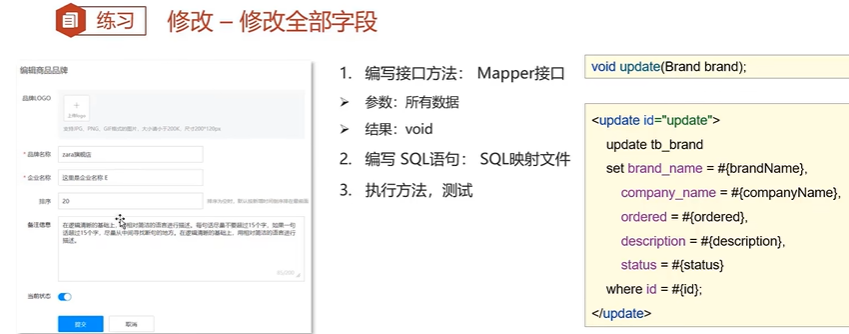 练习
修改 – 修改全部字段
编辑商品品牌
品牌LOGO
+
上传logo
支持JPG、PNG、GIF格式的图片，大小请小于200K，尺寸200*120px
* 品牌名称
zara旗舰店
* 企业名称
这里是企业名称 E
排序
20
备注信息
在逻辑清晰的基础上，用相对简洁的语言进行描述。每句话尽量不要超过15个字，如果一句
话超过15个字，尽量从中间寻找断句的地方。在逻辑清晰的基础上，用相对简洁的语言进行
描述。
当前状态
提交
取消
1. 编写接口方法： Mapper接口
➢ 参数：所有数据
➢ 结果：void
2. 编写 SQL语句： SQL映射文件
3. 执行方法，测试
void update(Brand brand);
<update id="update">
update tb_brand
set brand_name = #{brandName},
company_name = #{companyName},
ordered = #{ordered},
description = #{description},
status = #{status}
where id = #{id};
</update>